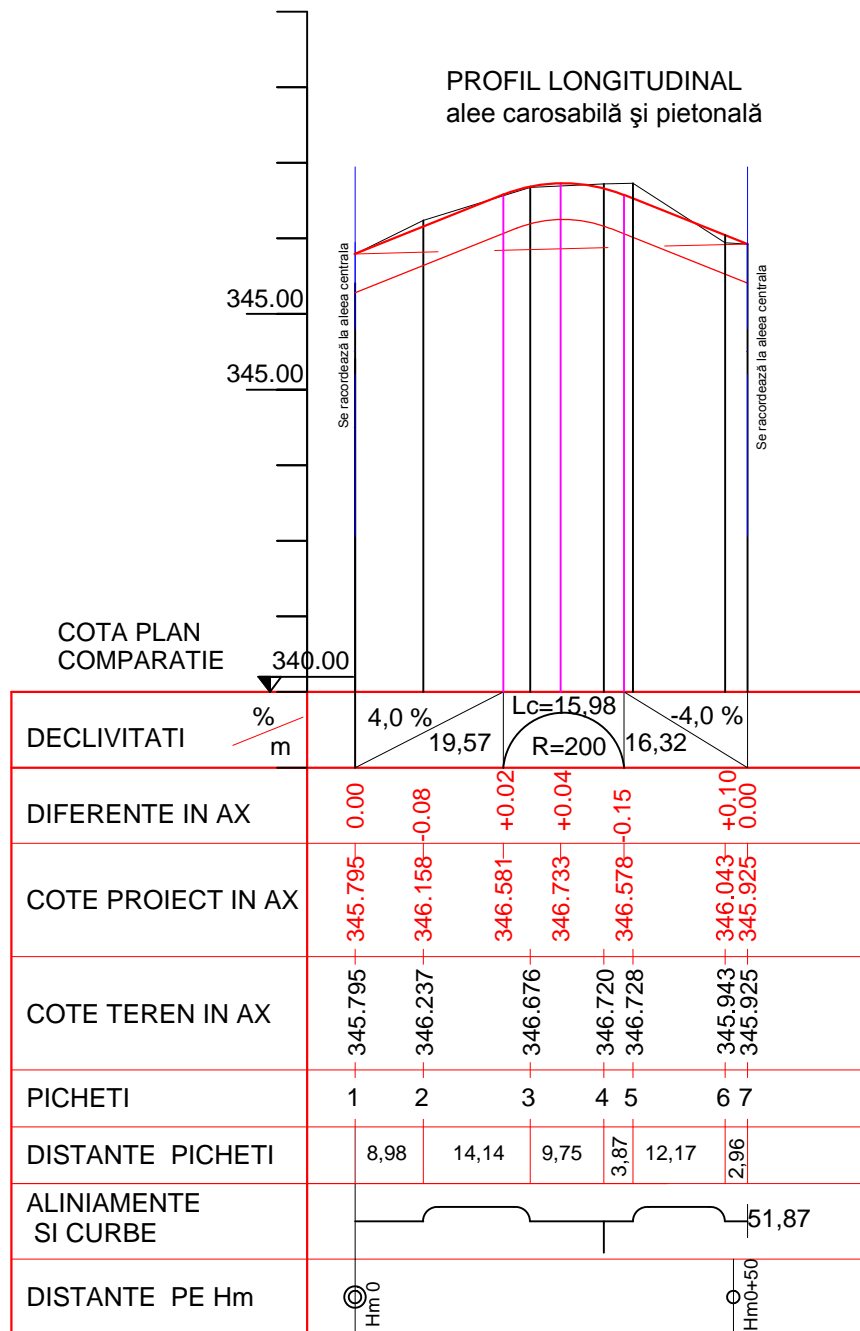 PROFIL LONGITUDINAL
alee carosabilă şi pietonală
Se racordează la aleea centrala
Se racordează la aleea centrala
345.00
345.00
COTA PLAN
COMPARATIE
340.00
DECLIVITATI
%
m
4,0 %
19,57
Lc=15,98
R=200
-4,0 %
16,32
DIFERENTE IN AX
0.00
-0.08
+0.02
+0.04
-0.15
+0.10
0.00
COTE PROIECT IN AX
345.795
346.158
346.581
346.733
346.578
346.043
345.925
COTE TEREN IN AX
345.795
346.237
346.676
346.720
346.728
345.943
345.925
PICHETI
1 2 3 4 5 6 7
DISTANTE PICHETI
8,98
14,14
9,75
3,87
12,17
2,96
ALINIAMENTE
SI CURBE
51,87
DISTANTE PE Hm
Hm 0
Hm0+50